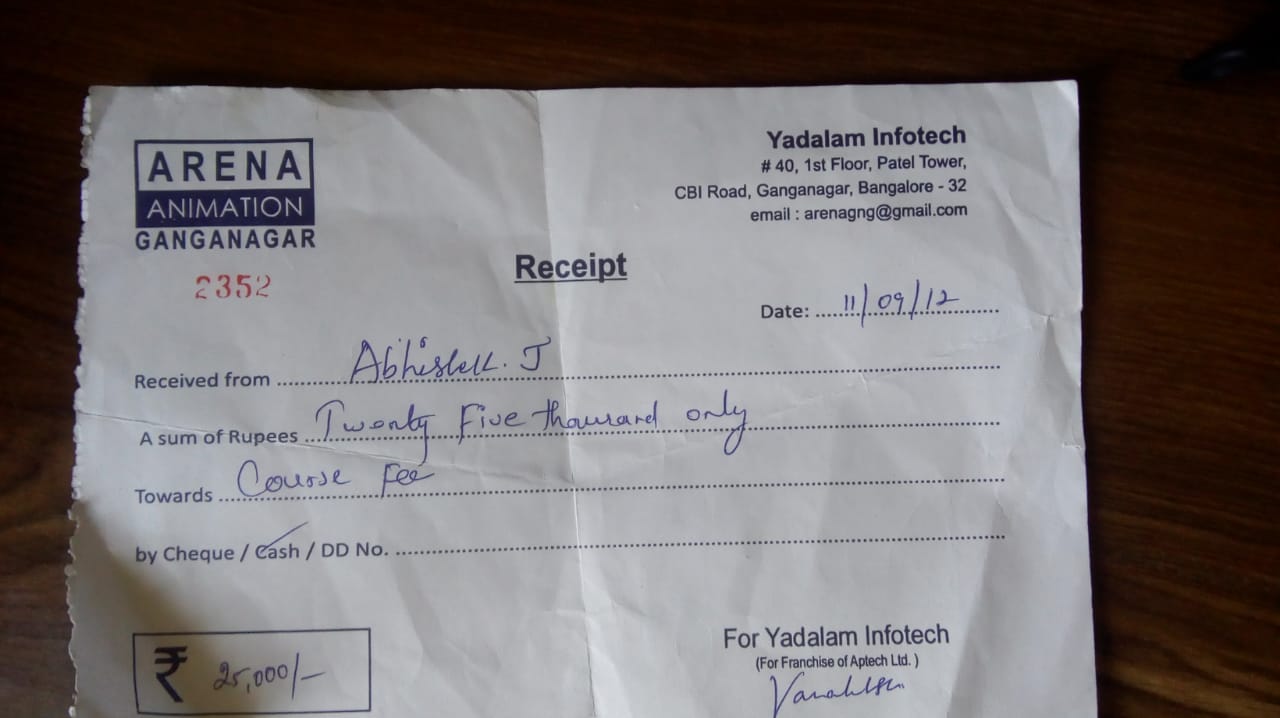 ARENA
ANIMATION
GANGANAGAR
2352
Yadalam Infotech
# 40, 1st Floor, Patel Tower,
CBI Road, Ganganagar, Bangalore - 32
email : arenagng@gmail.com
Receipt
Date: 11/09/12
Received from Abhishek. J
A sum of Rupees Twenty Five thousand only
Towards Course Fee
by Cheque / Cash / DD No.
₹ 25,000/-
For Yadalam Infotech
(For Franchise of Aptech Ltd. )